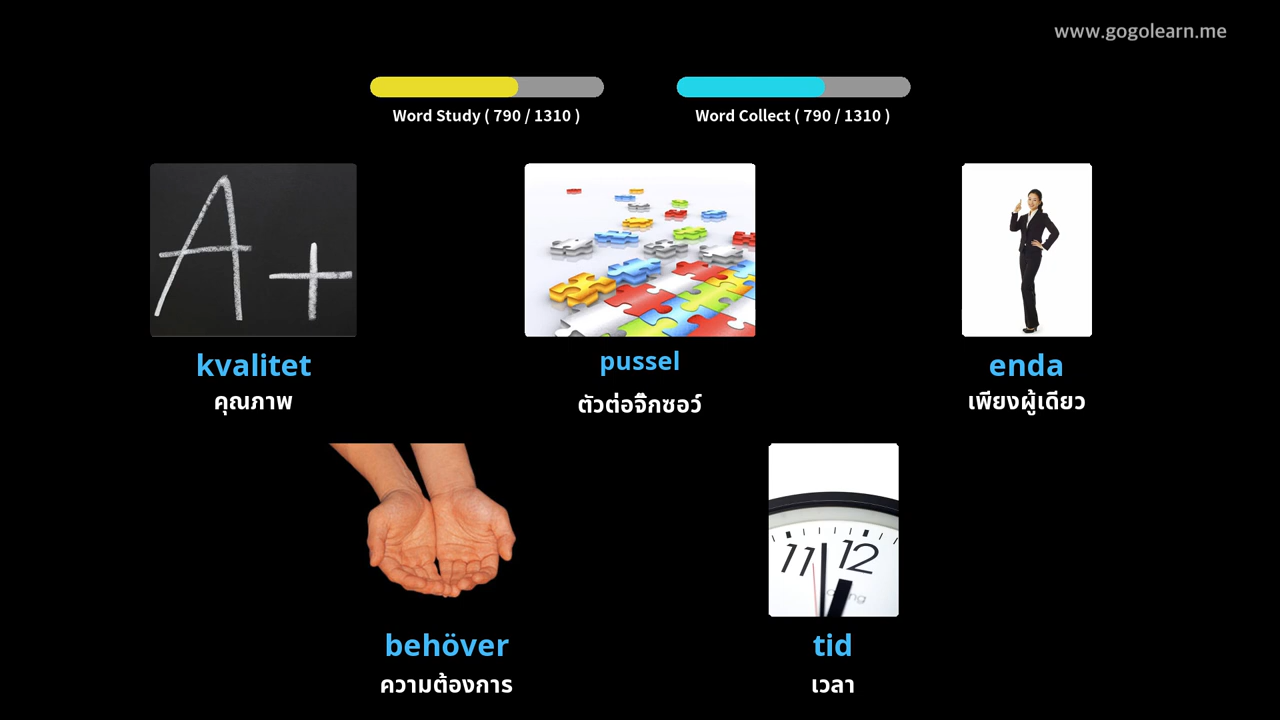 www.gogolearn.me
Word Study ( 790 / 1310 )
Word Collect ( 790 / 1310 )
A+
kvalitet
คุณภาพ
pussel
ตัวต่อจิ๊กซอว์
enda
เพียงผู้เดียว
11 12
behöver
ความต้องการ
tid
เวลา